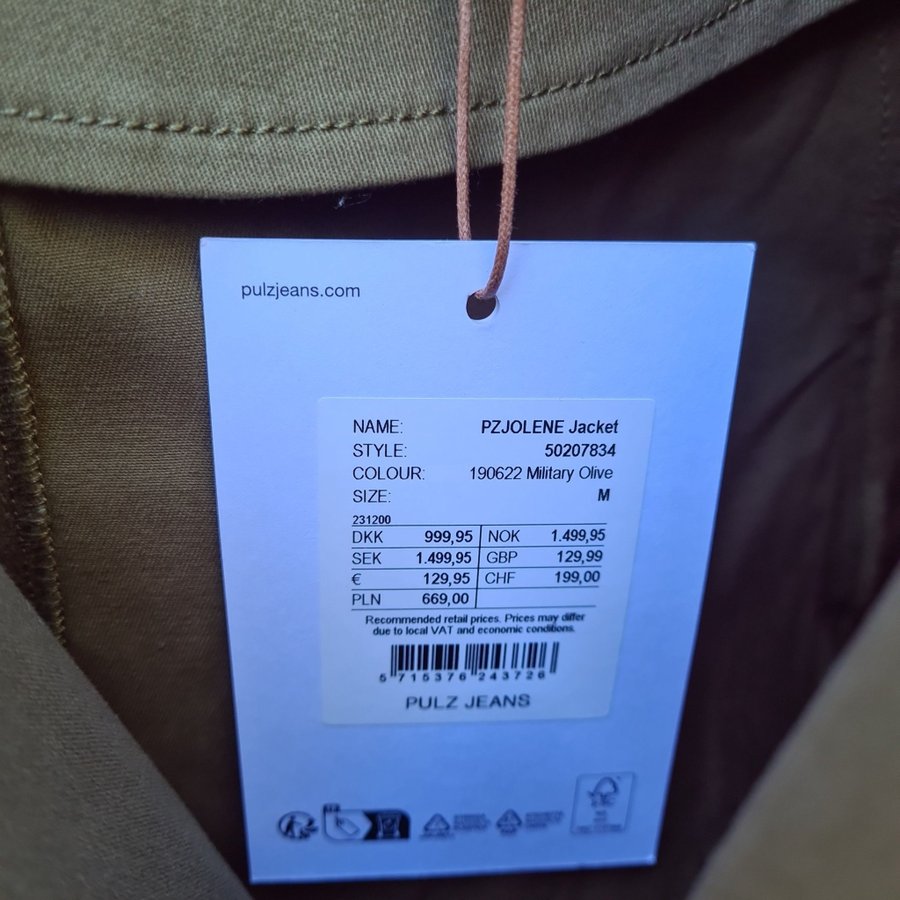 pulzjeans.com
NAME: PZJOLENE Jacket
STYLE: 50207834
COLOUR: 190622 Military Olive
SIZE: M
231200
DKK 999,95 NOK 1.499,95
SEK 1.499,95 GBP 129,99
€ 129,95 CHF 199,00
PLN 669,00
Recommended retail prices. Prices may differ
due to local VAT and economic conditions.
5 715376 243726
PULZ JEANS